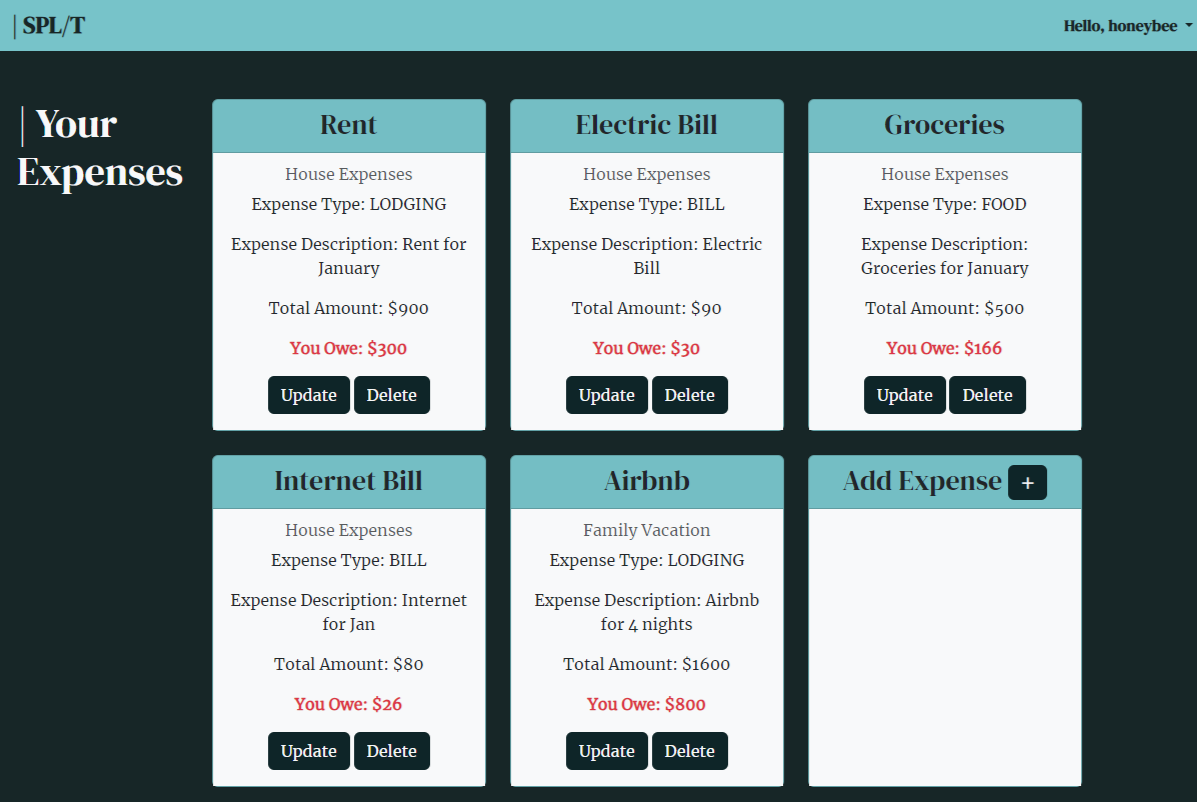 | SPL/T
Hello, honeybee
| Your
Expenses
Rent
House Expenses
Expense Type: LODGING
Expense Description: Rent for
January
Total Amount: $900
You Owe: $300
Update Delete
Electric Bill
House Expenses
Expense Type: BILL
Expense Description: Electric
Bill
Total Amount: $90
You Owe: $30
Update Delete
Groceries
House Expenses
Expense Type: FOOD
Expense Description:
Groceries for January
Total Amount: $500
You Owe: $166
Update Delete
Internet Bill
House Expenses
Expense Type: BILL
Expense Description: Internet
for Jan
Total Amount: $80
You Owe: $26
Update Delete
Airbnb
Family Vacation
Expense Type: LODGING
Expense Description: Airbnb
for 4 nights
Total Amount: $1600
You Owe: $800
Update Delete
Add Expense +